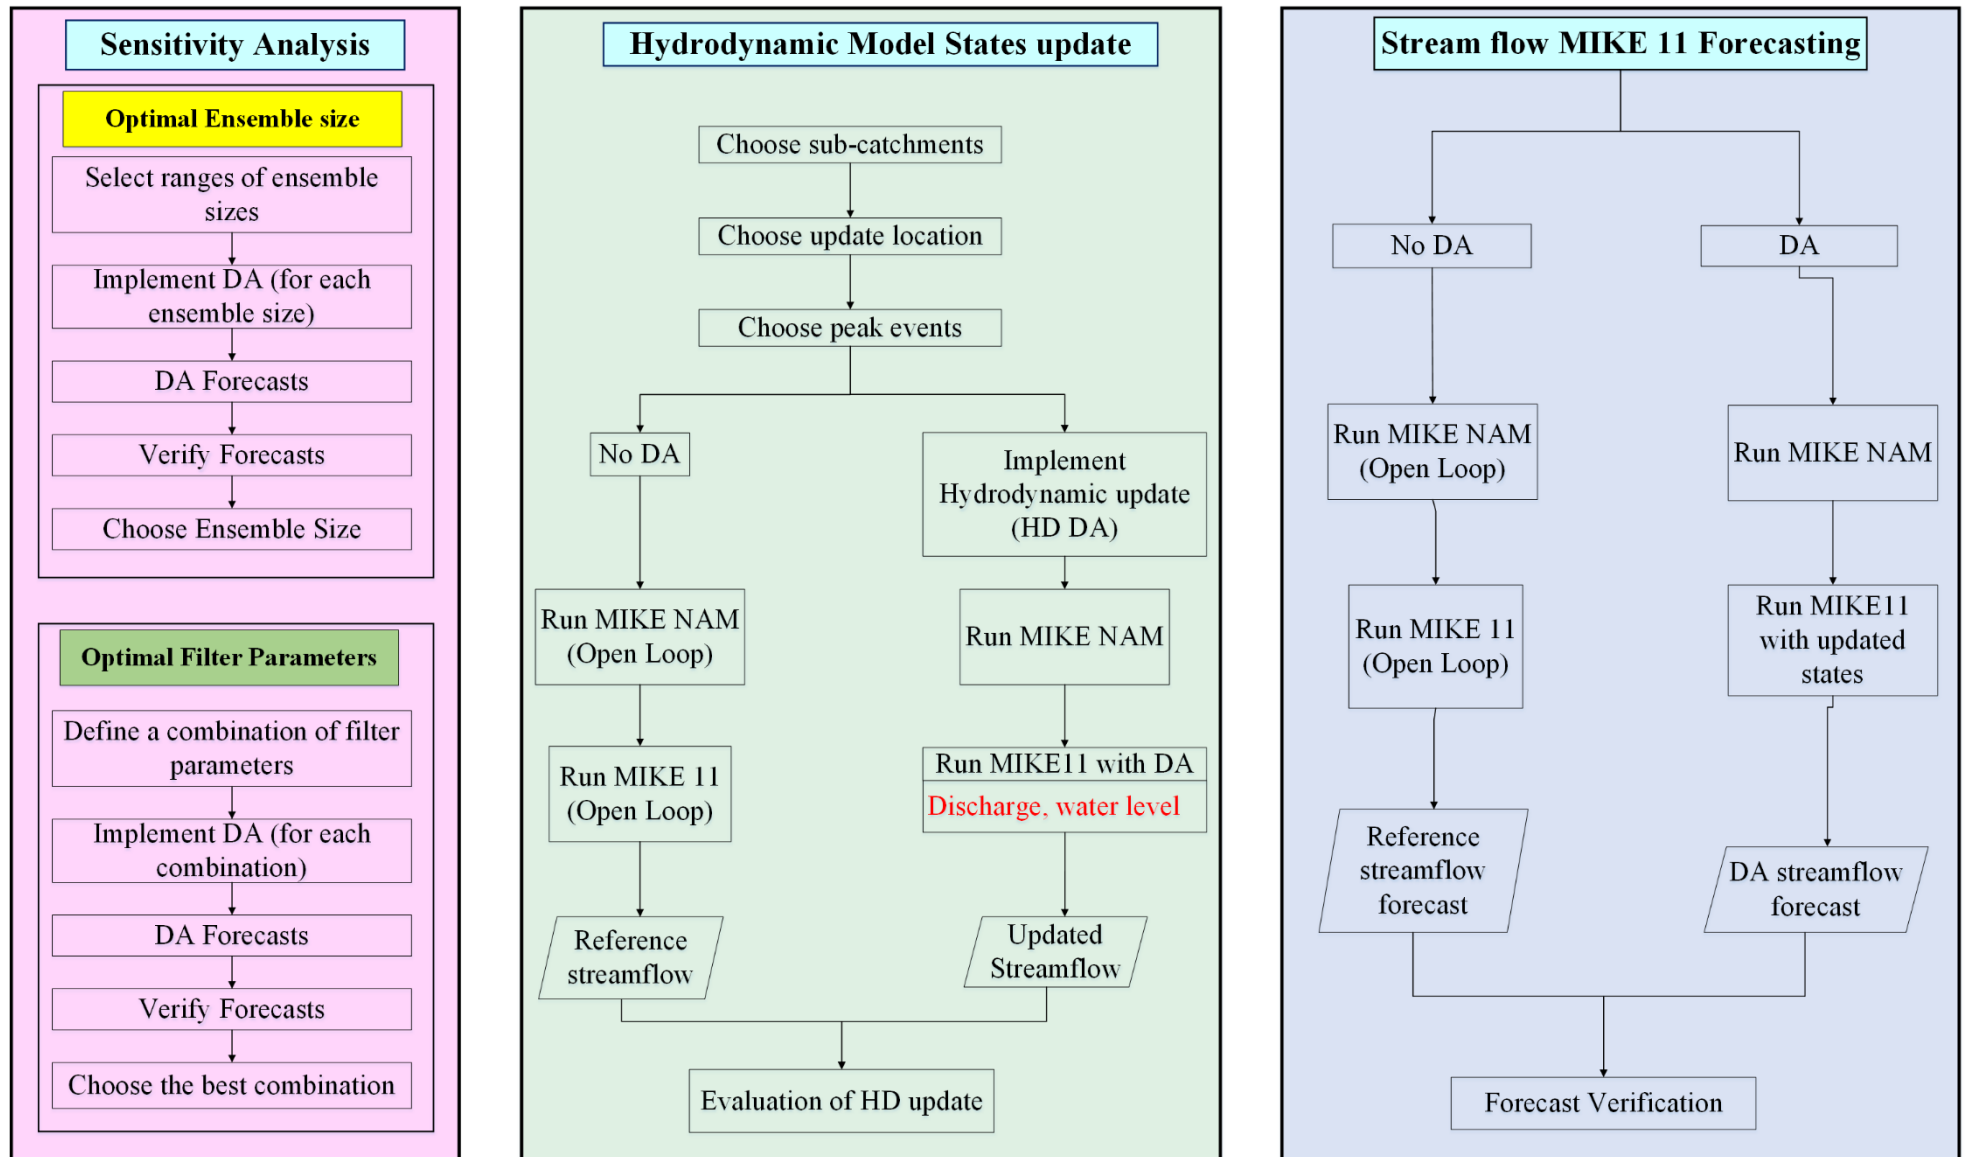 Sensitivity Analysis
Optimal Ensemble size
Select ranges of ensemble
sizes
Implement DA (for each
ensemble size)
DA Forecasts
Verify Forecasts
Choose Ensemble Size
Optimal Filter Parameters
Define a combination of filter
parameters
Implement DA (for each
combination)
DA Forecasts
Verify Forecasts
Choose the best combination
Hydrodynamic Model States update
Choose sub-catchments
Choose update location
Choose peak events
No DA
Run MIKE NAM
(Open Loop)
Run MIKE 11
(Open Loop)
Reference
streamflow
Implement
Hydrodynamic update
(HD DA)
Run MIKE NAM
Run MIKE11 with DA
Discharge, water level
Updated
Streamflow
Evaluation of HD update
Stream flow MIKE 11 Forecasting
No DA
Run MIKE NAM
(Open Loop)
Run MIKE 11
(Open Loop)
Reference
streamflow
forecast
DA
Run MIKE NAM
Run MIKE11
with updated
states
DA streamflow
forecast
Forecast Verification